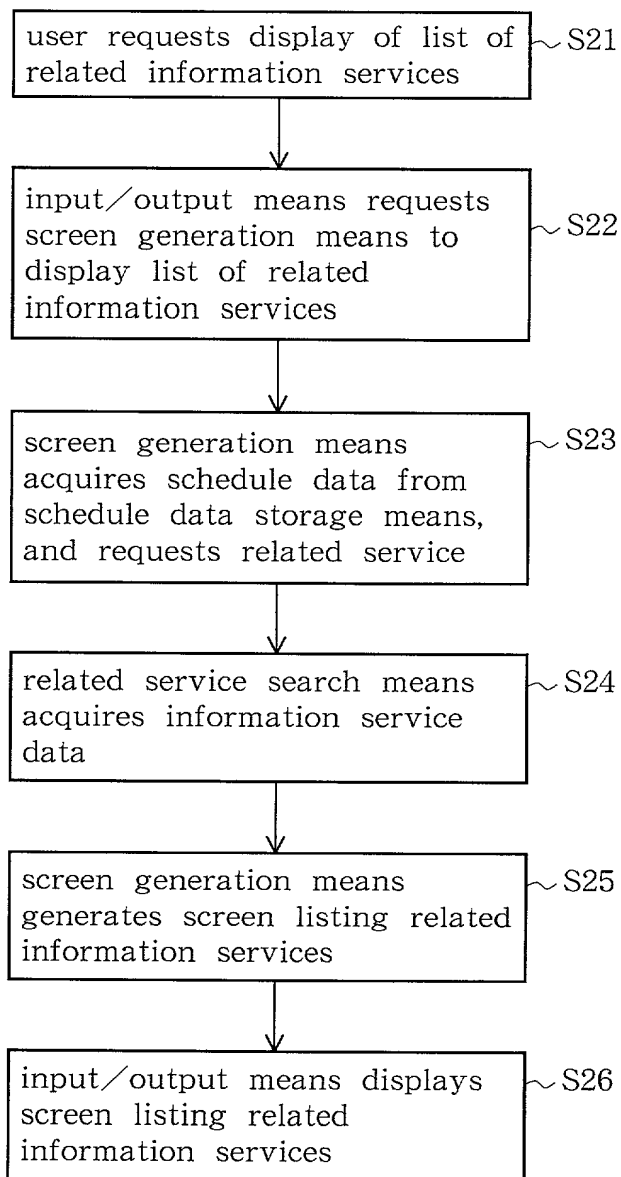 user requests display of list of
related information services
S21
input/output means requests
screen generation means to
display list of related
information services
S22
screen generation means
acquires schedule data from
schedule data storage means,
and requests related service
S23
related service search means
acquires information service
data
S24
screen generation means
generates screen listing related
information services
S25
input/output means displays
screen listing related
information services
S26